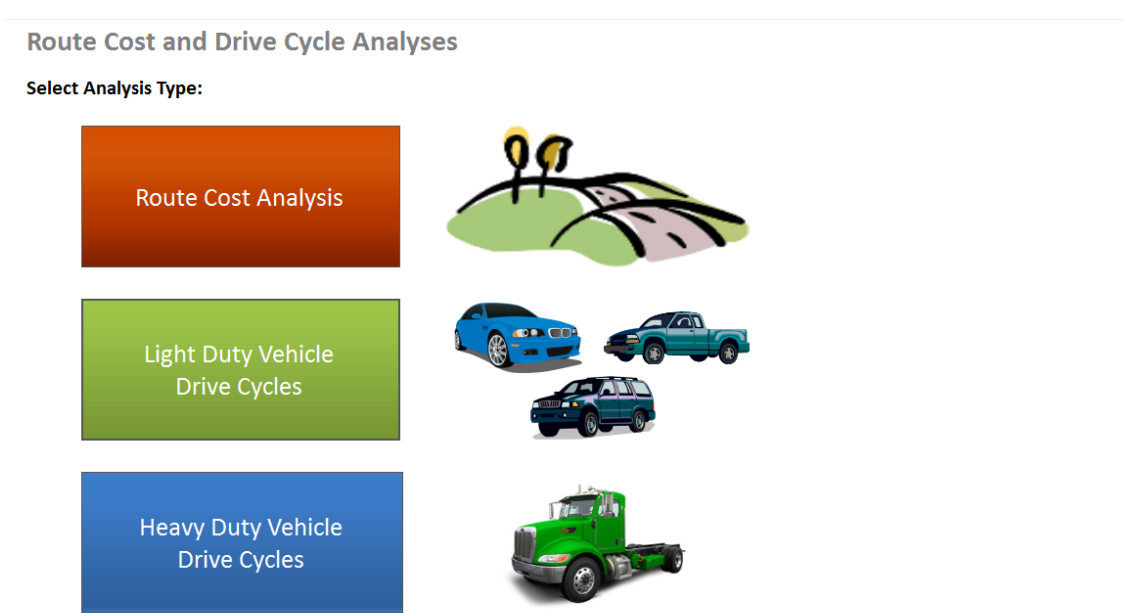 Route Cost and Drive Cycle Analyses
Select Analysis Type:
Route Cost Analysis
Light Duty Vehicle
Drive Cycles
Heavy Duty Vehicle
Drive Cycles